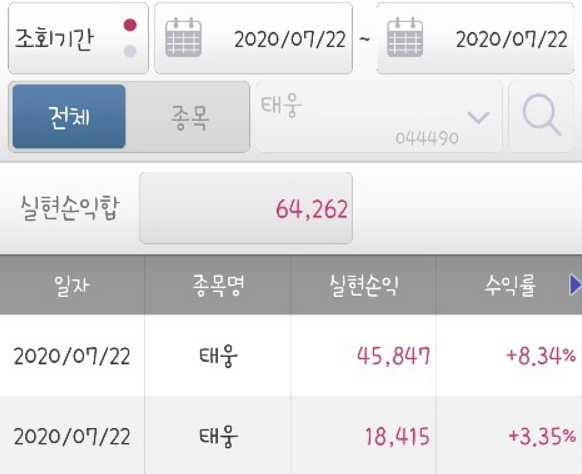 조회기간 2020/07/22 ~ 2020/07/22
전체 종목 태웅
044490
실현손익합 64,262
일자 종목명 실현손익 수익률
2020/07/22 태웅 45,847 +8.34%
2020/07/22 태웅 18,415 +3.35%